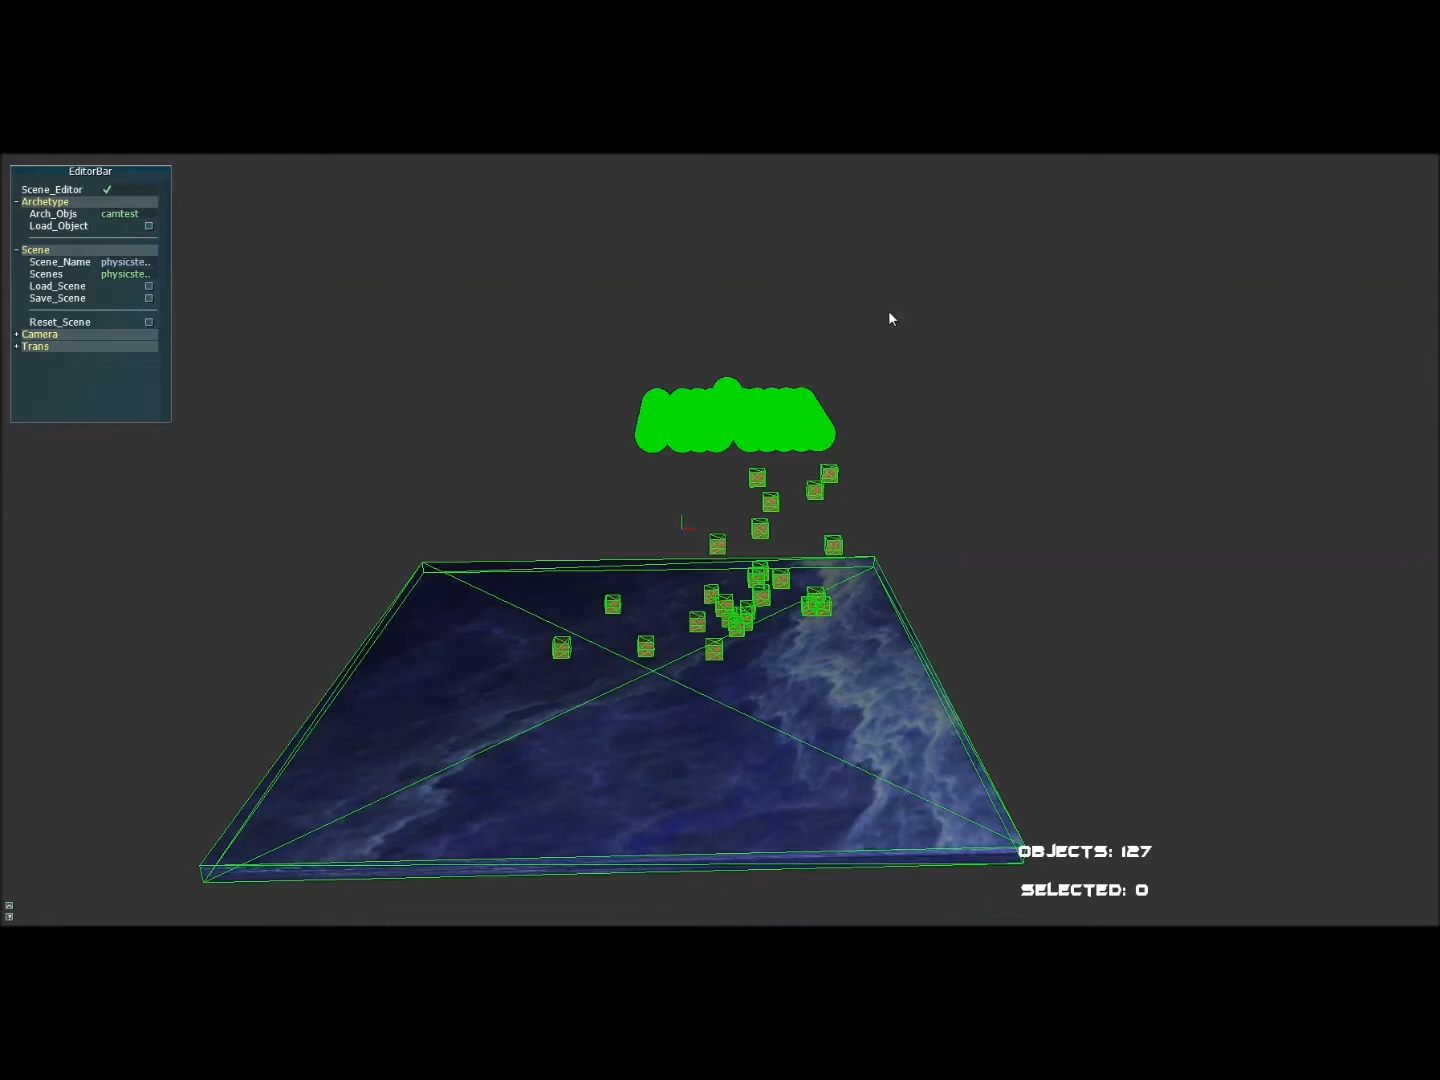 EditorBar
Scene_Editor
Archetype
Arch_Objs camtest
Load_Object
Scene
Scene_Name physicste..
Scenes physicste..
Load_Scene
Save_Scene
Reset_Scene
Camera
Trans
OBJECTS: 127
SELECTED: 0